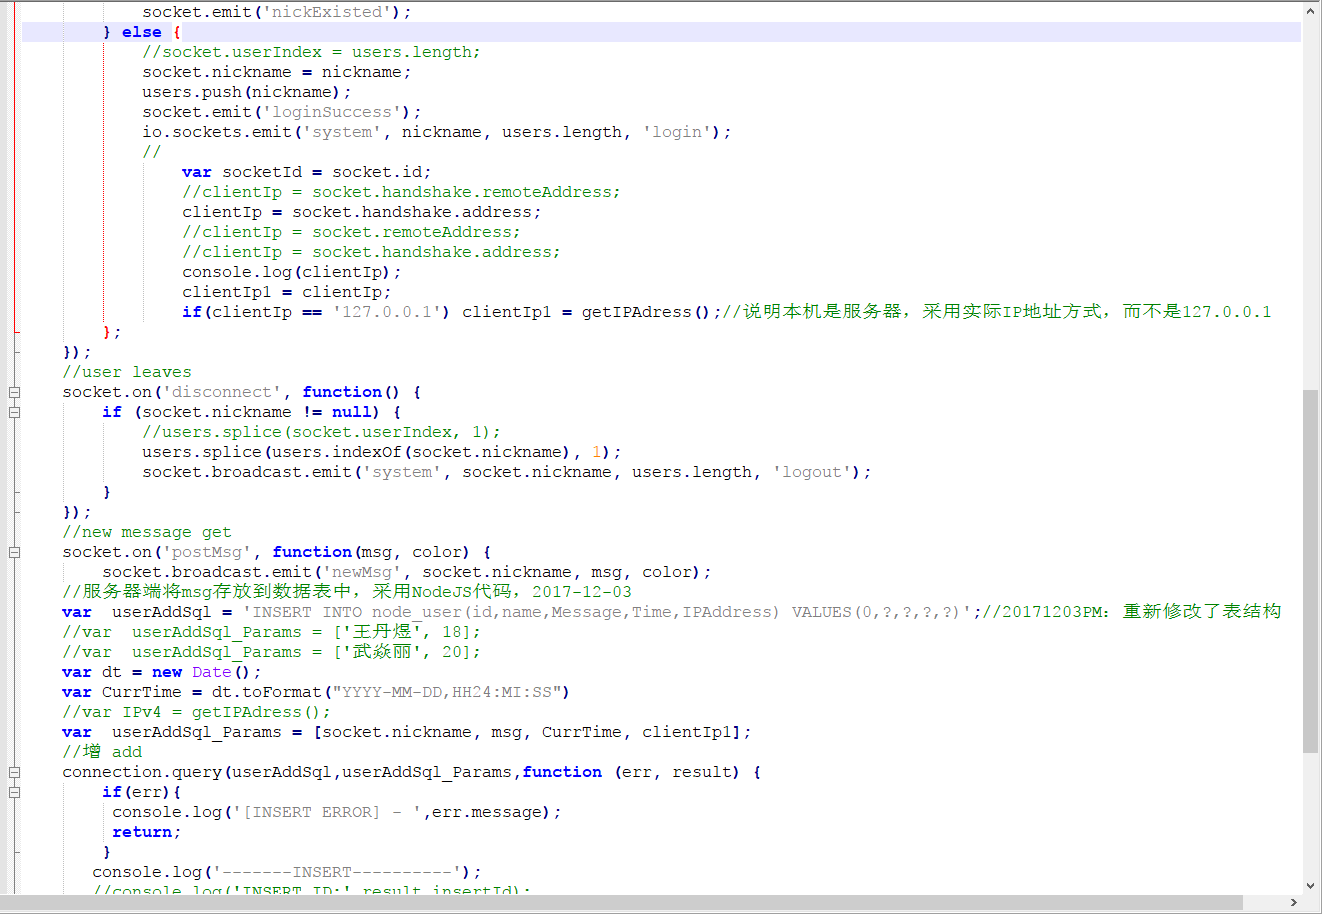 socket.emit('nickExisted');
} else {
//socket.userIndex = users.length;
socket.nickname = nickname;
users.push(nickname);
socket.emit('loginSuccess');
io.sockets.emit('system', nickname, users.length, 'login');
//
var socketId = socket.id;
//clientIp = socket.handshake.remoteAddress;
clientIp = socket.handshake.address;
//clientIp = socket.remoteAddress;
//clientIp = socket.handshake.address;
console.log(clientIp);
clientIp1 = clientIp;
if(clientIp == '127.0.0.1') clientIp1 = getIPAdress();//说明本机是服务器，采用实际IP地址方式，而不是127.0.0.1
};
});
//user leaves
socket.on('disconnect', function() {
if (socket.nickname != null) {
//users.splice(socket.userIndex, 1);
users.splice(users.indexOf(socket.nickname), 1);
socket.broadcast.emit('system', socket.nickname, users.length, 'logout');
}
});
//new message get
socket.on('postMsg', function(msg, color) {
socket.broadcast.emit('newMsg', socket.nickname, msg, color);
//服务器端将msg存放到数据表中，采用NodeJS代码，2017-12-03
var  userAddSql = 'INSERT INTO node_user(id,name,Message,Time,IPAddress) VALUES(0,?,?,?,?)';//20171203PM：重新修改了表结构
//var  userAddSql_Params = ['王丹煜', 18];
//var  userAddSql_Params = ['武焱丽', 20];
var dt = new Date();
var CurrTime = dt.toFormat("YYYY-MM-DD,HH24:MI:SS")
//var IPv4 = getIPAdress();
var  userAddSql_Params = [socket.nickname, msg, CurrTime, clientIp1];
//增 add
connection.query(userAddSql,userAddSql_Params,function (err, result) {
if(err){
console.log('[INSERT ERROR] - ',err.message);
return;
}
console.log('-------INSERT----------');
//console.log('INSERT ID:',result.insertId);